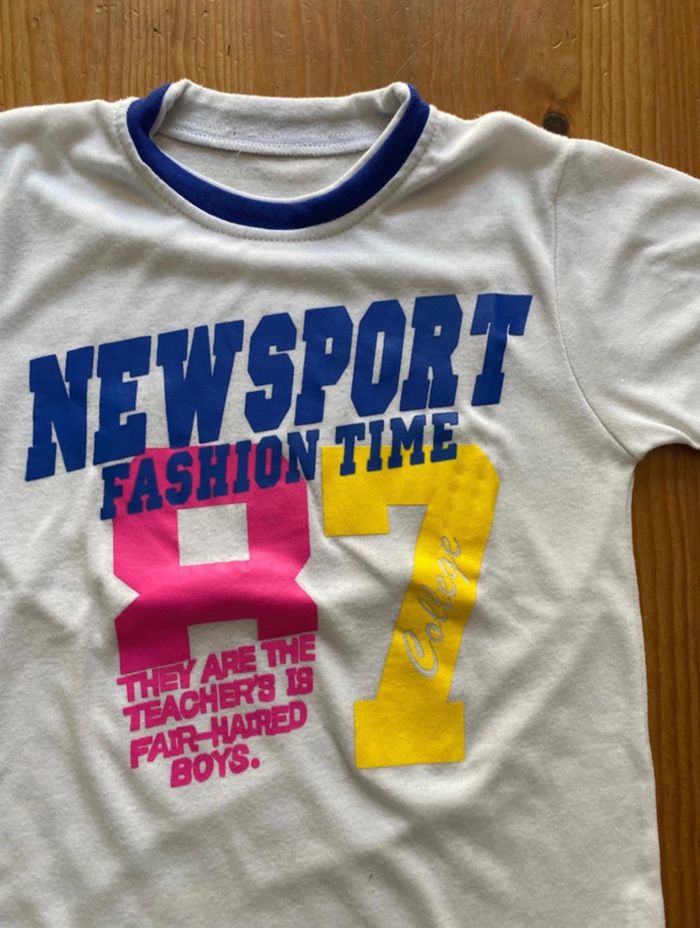 NEWSPORT
FASHION TIME
87
College
THEY ARE THE
TEACHER'S IS
FAIR-HAIRED
BOYS.